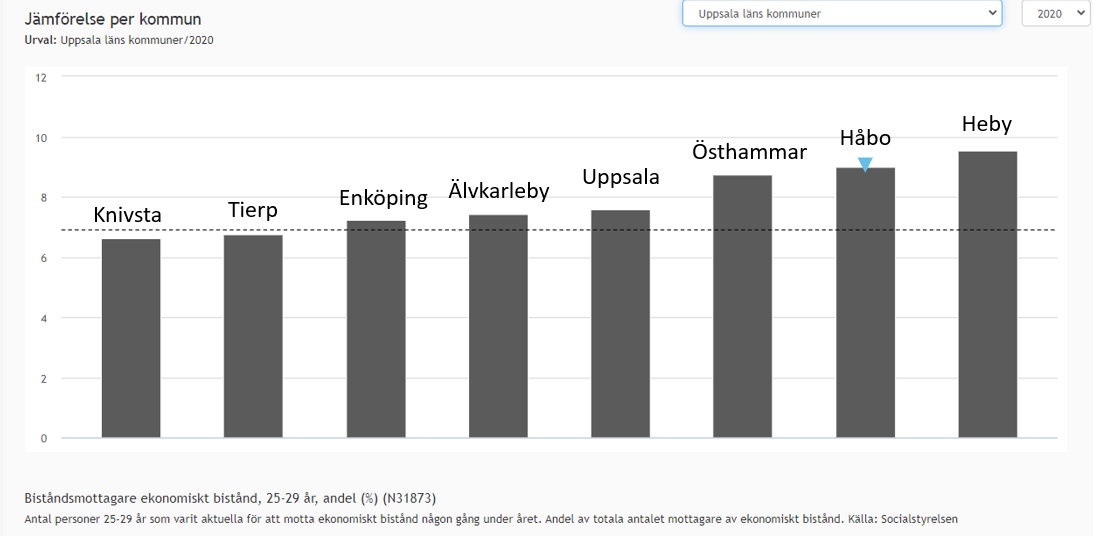 Jämförelse per kommun
Uppsala läns kommuner
2020
Urval: Uppsala läns kommuner/2020
12
10
8
6
4
2
0
Knivsta
Tierp
Enköping
Älvkarleby
Uppsala
Östhammar
Håbo
Heby
Biståndsmottagare ekonomiskt bistånd, 25-29 år, andel (%) (N31873)
Antal personer 25-29 år som varit aktuella för att motta ekonomiskt bistånd någon gång under året. Andel av totala antalet mottagare av ekonomiskt bistånd. Källa: Socialstyrelsen